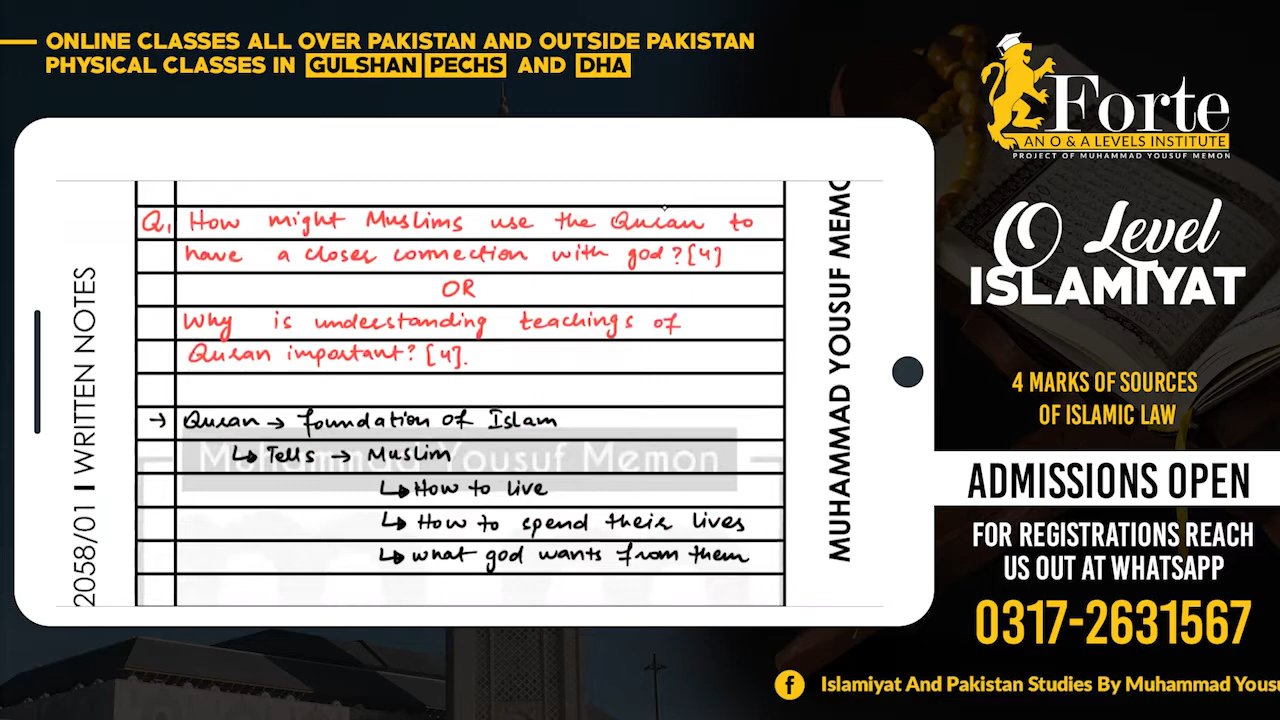 ONLINE CLASSES ALL OVER PAKISTAN AND OUTSIDE PAKISTAN
PHYSICAL CLASSES IN GULSHAN PECHS AND DHA
Forte
AN O & A LEVELS INSTITUTE
PROJECT OF MUHAMMAD YOUSUF MEMON
2058/01 I WRITTEN NOTES
Q1 How might Muslims use the Quran to
have a closer connection with god? [4]
OR
Why is understanding teachings of
Quran important? [4].
→ Quran → foundation of Islam
↳ Tells → Muslim
↳ How to live
↳ How to spend their lives
↳ what god wants from them
Muhammad Yousuf Memon
MUHAMMAD YOUSUF MEMO
O Level
ISLAMIYAT
4 MARKS OF SOURCES
OF ISLAMIC LAW
ADMISSIONS OPEN
FOR REGISTRATIONS REACH
US OUT AT WHATSAPP
0317-2631567
f Islamiyat And Pakistan Studies By Muhammad Yousu